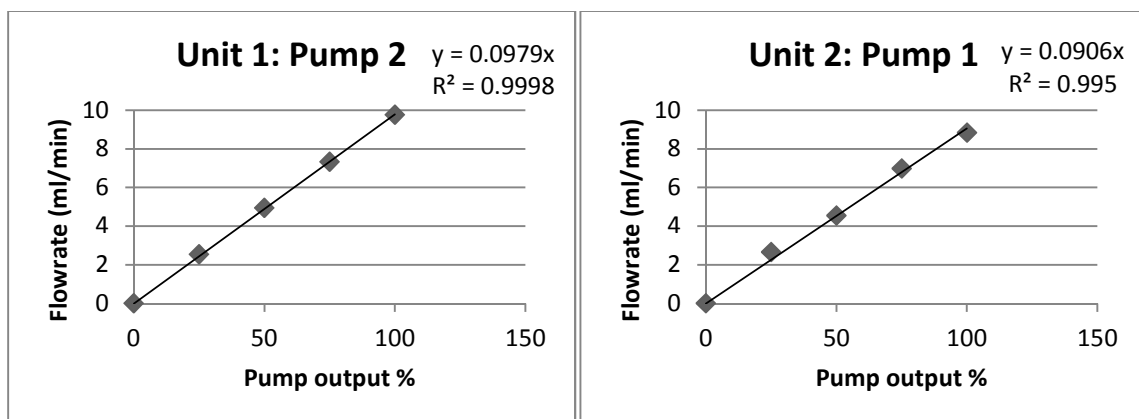 Unit 1: Pump 2
y = 0.0979x
R² = 0.9998
10
8
6
4
2
0
Flowrate (ml/min)
0 50 100 150
Pump output %
Unit 2: Pump 1
y = 0.0906x
R² = 0.995
10
8
6
4
2
0
Flowrate (ml/min)
0 50 100 150
Pump output %